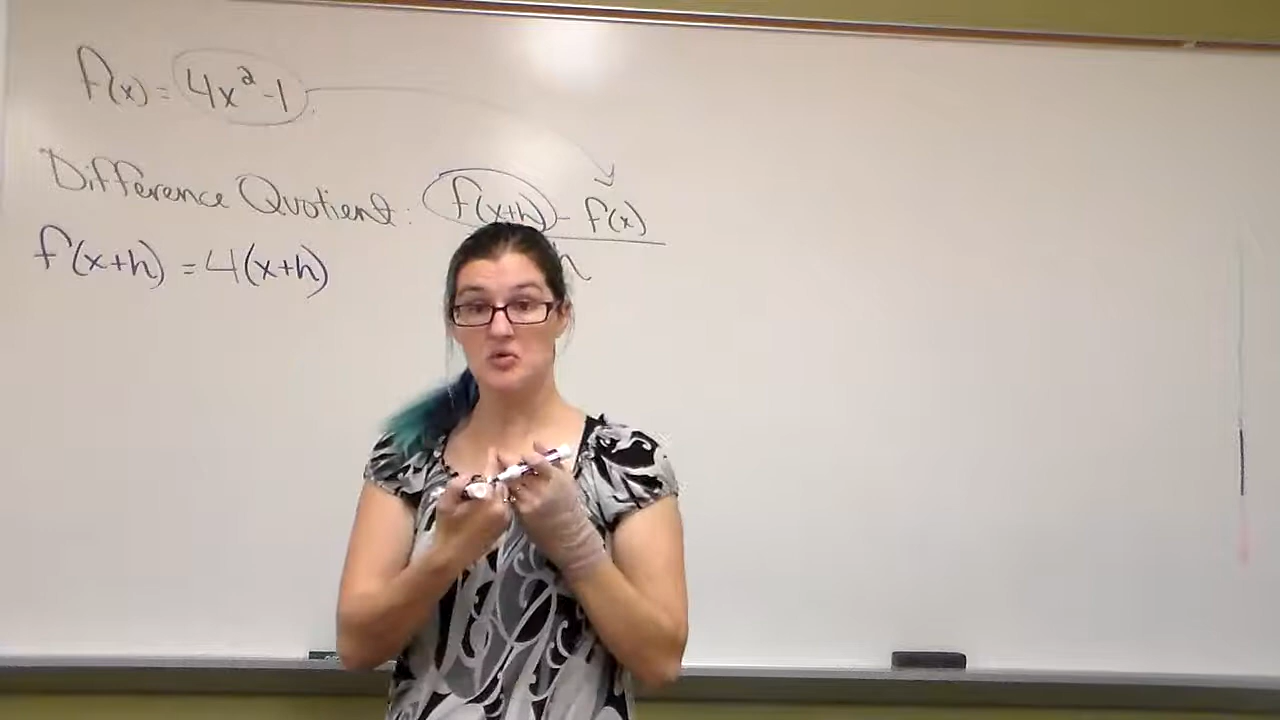 f(x) = 4x² - 1
Difference Quotient: f(x+h) - f(x)
h
f(x+h) = 4(x+h)